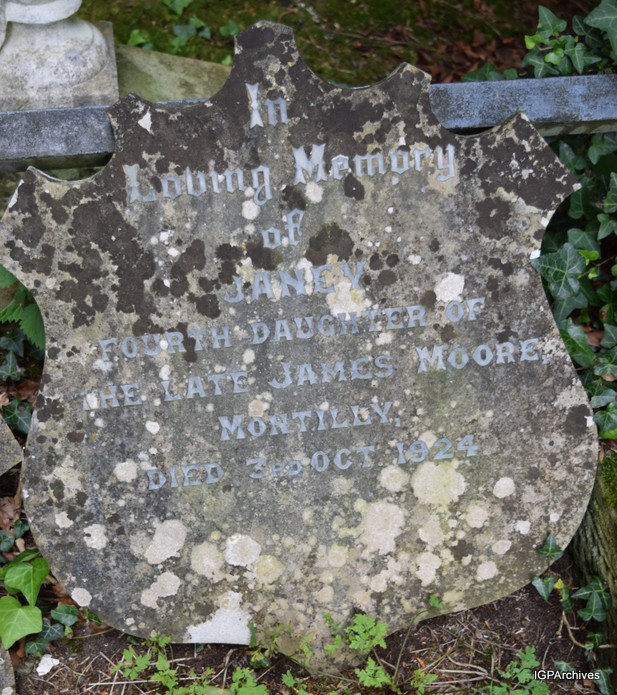 In
Loving Memory
of
JANEY
FOURTH DAUGHTER OF
THE LATE JAMES MOORE,
MONTILLY,
DIED 3RD OCT 1924
IGPArchives